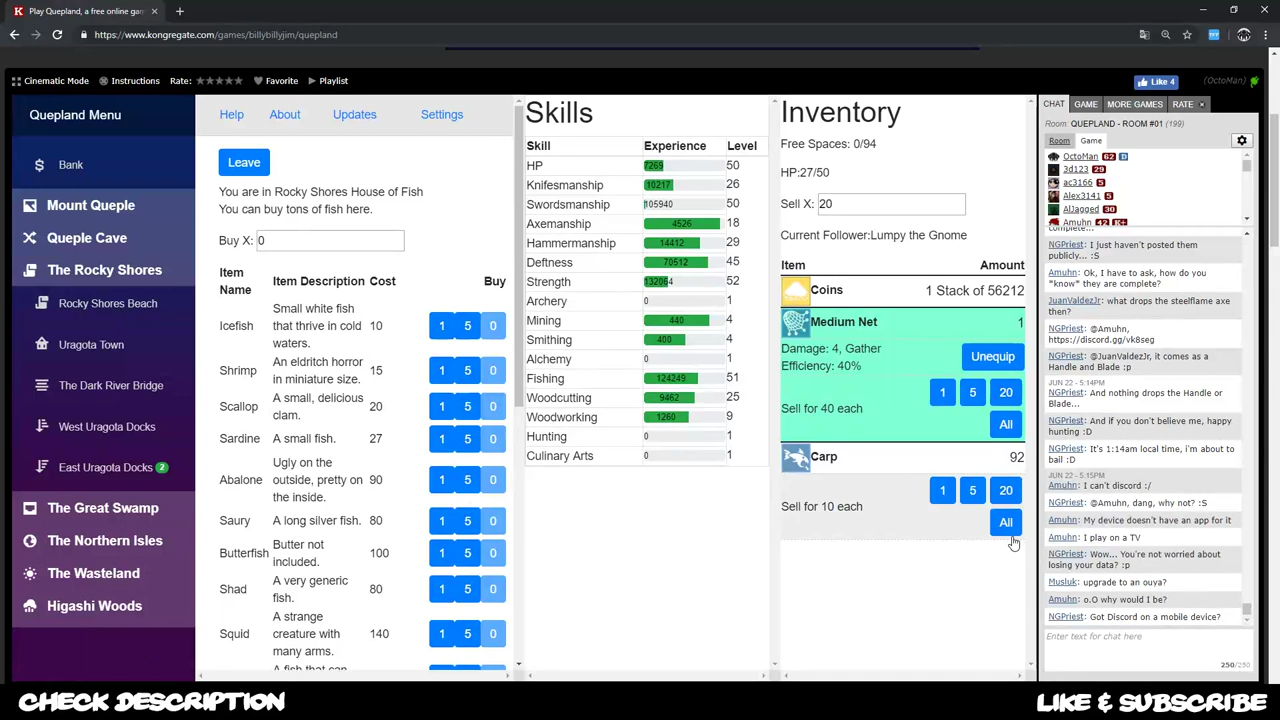 Play Quepland, a free online gam
https://www.kongregate.com/games/billybillyjim/quepland
Cinematic Mode Instructions Rate: Favorite Playlist
Like 4
(OctoMan)
Quepland Menu
Bank
Mount Queple
Queple Cave
The Rocky Shores
Rocky Shores Beach
Uragota Town
The Dark River Bridge
West Uragota Docks
East Uragota Docks 2
The Great Swamp
The Northern Isles
The Wasteland
Higashi Woods
Help About Updates Settings
Leave
You are in Rocky Shores House of Fish
You can buy tons of fish here.
Buy X: 0
Item Name Item Description Cost Buy
Icefish Small white fish that thrive in cold waters. 10 1 5 0
Shrimp An eldritch horror in miniature size. 15 1 5 0
Scallop A small, delicious clam. 20 1 5 0
Sardine A small fish. 27 1 5 0
Abalone Ugly on the outside, pretty on the inside. 90 1 5 0
Saury A long silver fish. 80 1 5 0
Butterfish Butter not included. 100 1 5 0
Shad A very generic fish. 80 1 5 0
Squid A strange creature with many arms. 140 1 5 0
A fish that can
Skills
Skill Experience Level
HP 7269 50
Knifesmanship 10217 26
Swordsmanship 105940 50
Axemanship 4526 18
Hammermanship 14412 29
Deftness 70512 45
Strength 132064 52
Archery 0 1
Mining 440 4
Smithing 400 4
Alchemy 0 1
Fishing 124249 51
Woodcutting 9462 25
Woodworking 1260 9
Hunting 0 1
Culinary Arts 0 1
Inventory
Free Spaces: 0/94
HP:27/50
Sell X: 20
Current Follower:Lumpy the Gnome
Item Amount
Coins 1 Stack of 56212
Medium Net 1
Damage: 4, Gather
Efficiency: 40%
Unequip
Sell for 40 each 1 5 20
All
Carp 92
Sell for 10 each 1 5 20
All
CHAT GAME MORE GAMES RATE
Room: QUEPLAND - ROOM #01 (199)
Room Game
OctoMan 62 D
3d123 29
ac3166 5
Alex3141 5
AlJagged 30
Amuhn 42 K+
complete...
NGPriest: I just haven't posted them
publicly... :S
Amuhn: Ok, I have to ask, how do you
*know* they are complete?
JuanValdezJr: what drops the steelflame axe
then?
NGPriest: @Amuhn,
https://discord.gg/vk8seg
NGPriest: @JuanValdezJr, it comes as a
Handle and Blade :p
JUN 22 - 5:14PM
NGPriest: And nothing drops the Handle or
Blade...
NGPriest: And if you don't believe me, happy
hunting :D
NGPriest: It's 1:14am local time, i'm about to
bail :D
JUN 22 - 5:15PM
Amuhn: I can't discord :/
NGPriest: @Amuhn, dang, why not? :S
Amuhn: My device doesn't have an app for it
Amuhn: I play on a TV
NGPriest: Wow... You're not worried about
losing your data? :p
Musluk: upgrade to an ouya?
Amuhn: o.O why would I be?
NGPriest: Got Discord on a mobile device?
Enter text for chat here
250/250
CHECK DESCRIPTION
LIKE & SUBSCRIBE